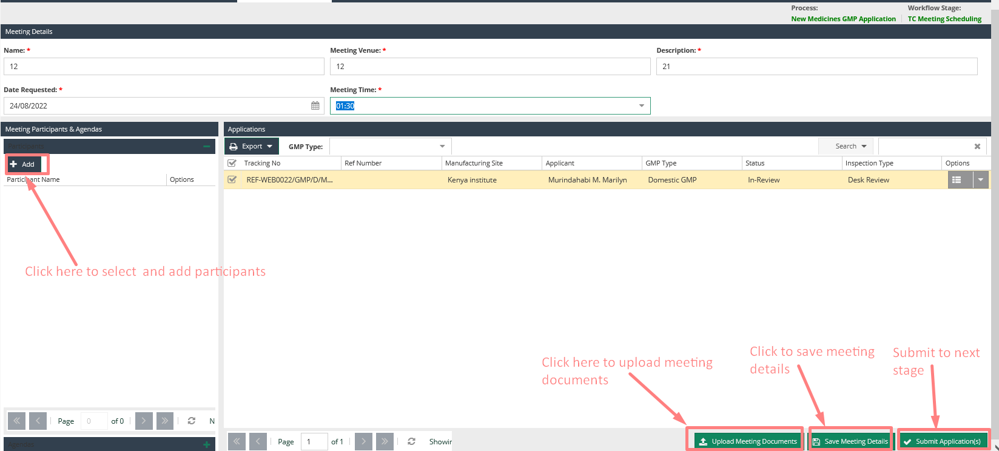 Process:
Workflow Stage:
New Medicines GMP Application
TC Meeting Scheduling
Meeting Details
Name: *
Meeting Venue: *
Description: *
12
12
21
Date Requested: *
Meeting Time: *
24/08/2022
01:30
Meeting Participants & Agendas
Applications
Participants
Export
GMP Type:
Search
Add
Tracking No
Ref Number
Manufacturing Site
Applicant
GMP Type
Status
Inspection Type
Options
Participant Name
Options
REF-WEB0022/GMP/D/M...
Kenya institute
Murindahabi M. Marilyn
Domestic GMP
In-Review
Desk Review
Click here to select and add participants
Click here to upload meeting
documents
Click to save meeting
details
Submit to next
stage
Page
0
of 0
N
Agendas
Page
1
of 1
Showin
Upload Meeting Documents
Save Meeting Details
Submit Application(s)